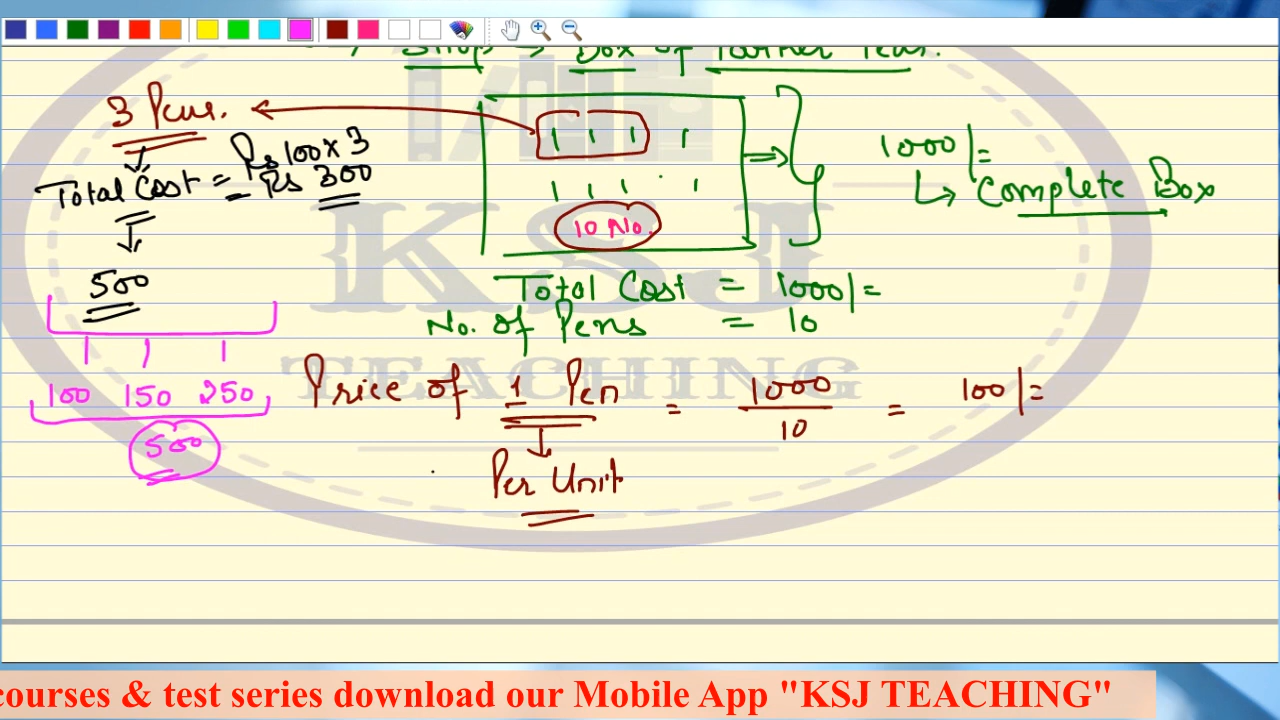 Shop → Box of
3 Pens.
Total Cost = Rs 100 x 3
= Rs 300
500
100 150 250
500
10 No.
1000/=
Complete Box
Total Cost = 1000/=
No. of Pens = 10
Price of 1 Pen = 1000/10 = 100/=
Per Unit
KSJ
TEACHING
courses & test series download our Mobile App "KSJ TEACHING"